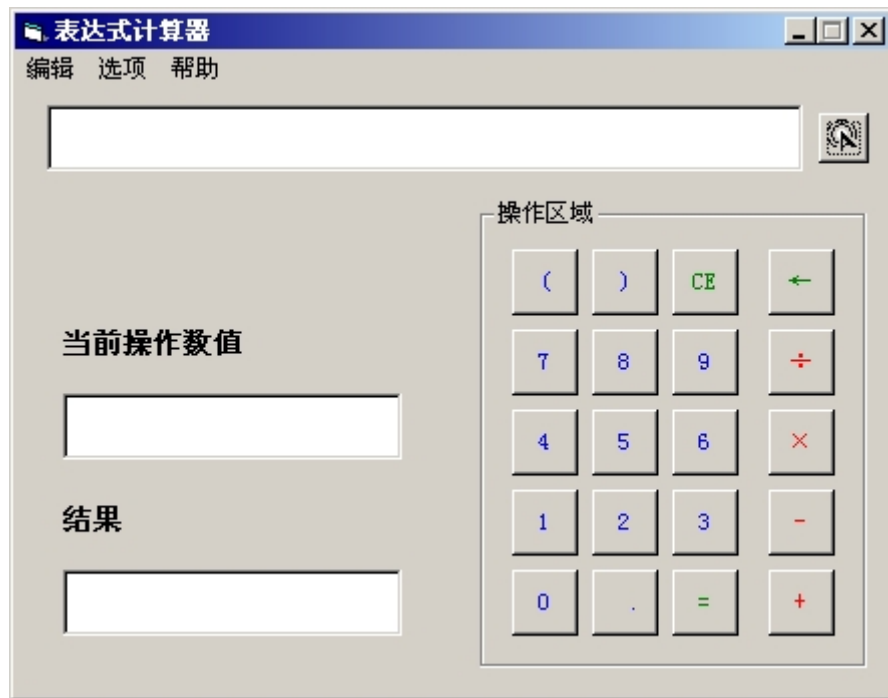 表达式计算器
编辑 选项 帮助
操作区域
( ) CE ←
当前操作数值
7 8 9 ÷
4 5 6 ×
结果
1 2 3 -
0 . = +